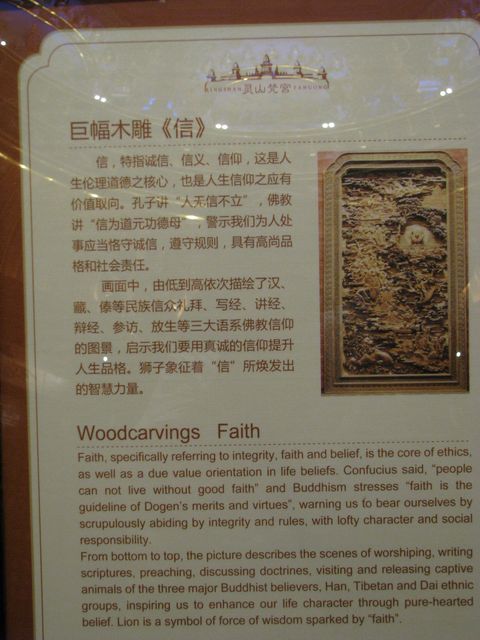 LINGSHAN 灵山梵宫 FANGONG
巨幅木雕《信》
信，特指诚信、信义、信仰，这是人
生伦理道德之核心，也是人生信仰之应有
价值取向。孔子讲“人无信不立”，佛教
讲“信为道元功德母”，警示我们为人处
事应当恪守诚信，遵守规则，具有高尚品
格和社会责任。
画面中，由低到高依次描绘了汉、
藏、傣等民族信众礼拜、写经、讲经、
辩经、参访、放生等三大语系佛教信仰
的图景，启示我们要用真诚的信仰提升
人生品格。狮子象征着“信”所焕发出
的智慧力量。
Woodcarvings Faith
Faith, specifically referring to integrity, faith and belief, is the core of ethics,
as well as a due value orientation in life beliefs. Confucius said, “people
can not live without good faith” and Buddhism stresses “faith is the
guideline of Dogen’s merits and virtues”, warning us to bear ourselves by
scrupulously abiding by integrity and rules, with lofty character and social
responsibility.
From bottom to top, the picture describes the scenes of worshiping, writing
scriptures, preaching, discussing doctrines, visiting and releasing captive
animals of the three major Buddhist believers, Han, Tibetan and Dai ethnic
groups, inspiring us to enhance our life character through pure-hearted
belief. Lion is a symbol of force of wisdom sparked by “faith”.